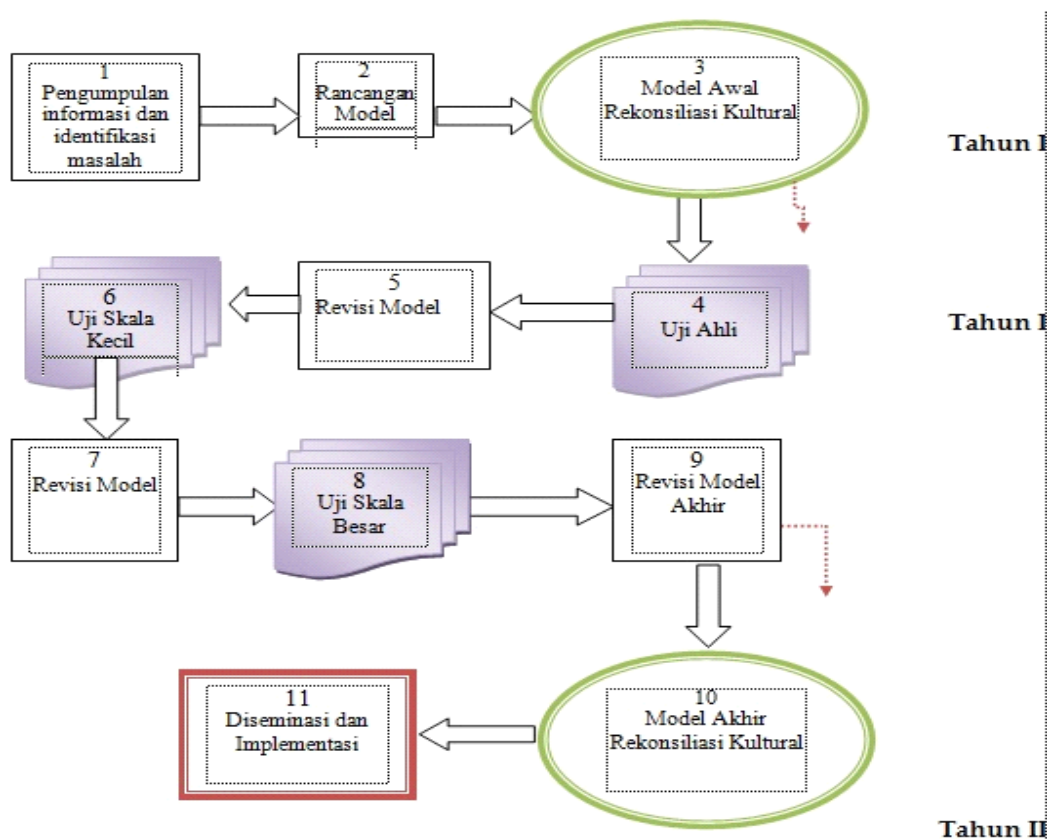 1
Pengumpulan
informasi dan
identifikasi
masalah
2
Rancangan
Model
3
Model Awal
Rekonsiliasi Kultural
Tahun I
4
Uji Ahli
5
Revisi Model
6
Uji Skala
Kecil
Tahun I
7
Revisi Model
8
Uji Skala
Besar
9
Revisi Model
Akhir
10
Model Akhir
Rekonsiliasi Kultural
11
Diseminasi dan
Implementasi
Tahun II